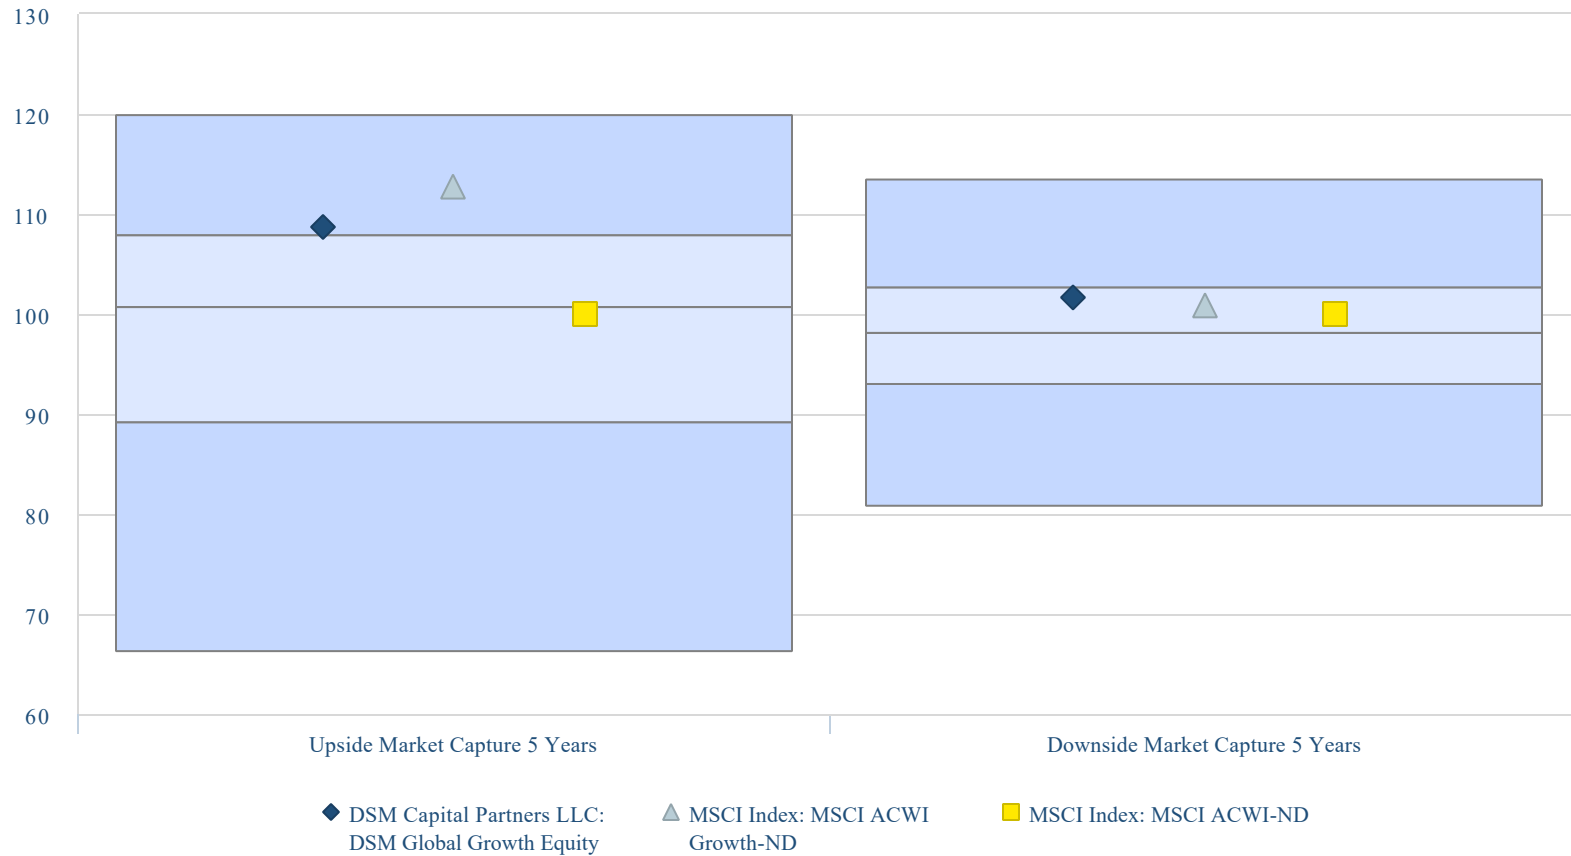 130
120
110
100
90
80
70
60
Upside Market Capture 5 Years
Downside Market Capture 5 Years
DSM Capital Partners LLC:
DSM Global Growth Equity
MSCI Index: MSCI ACWI
Growth-ND
MSCI Index: MSCI ACWI-ND